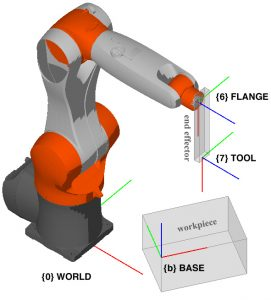 {6} FLANGE
end effector
{7} TOOL
workpiece
{b} BASE
{0} WORLD